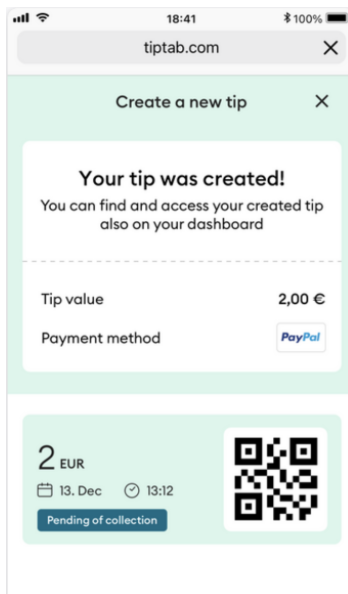 18:41
100%
tiptab.com
Create a new tip
Your tip was created!
You can find and access your created tip
also on your dashboard
Tip value 2,00 €
Payment method PayPal
2 EUR
13. Dec 13:12
Pending of collection